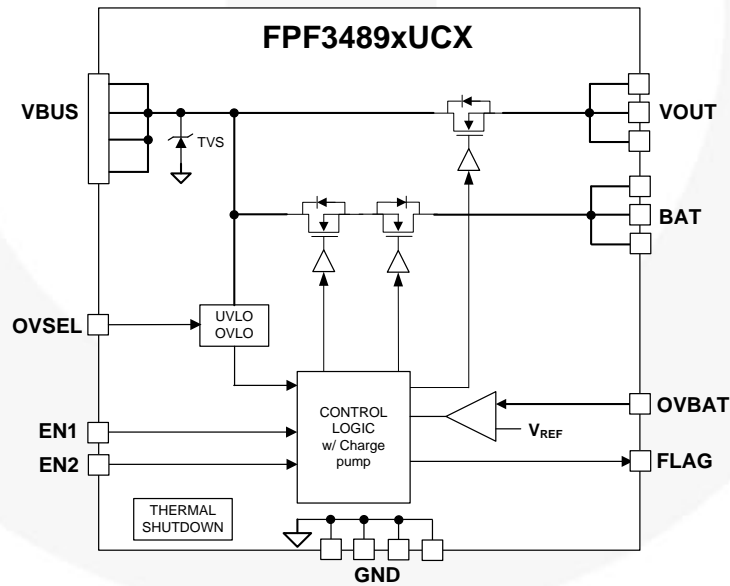 FPF3489xUCX
VBUS
TVS
VOUT
BAT
OVSEL
UVLO
OVLO
CONTROL
LOGIC
w/ Charge
pump
OVBAT
VREF
EN1
EN2
FLAG
THERMAL
SHUTDOWN
GND